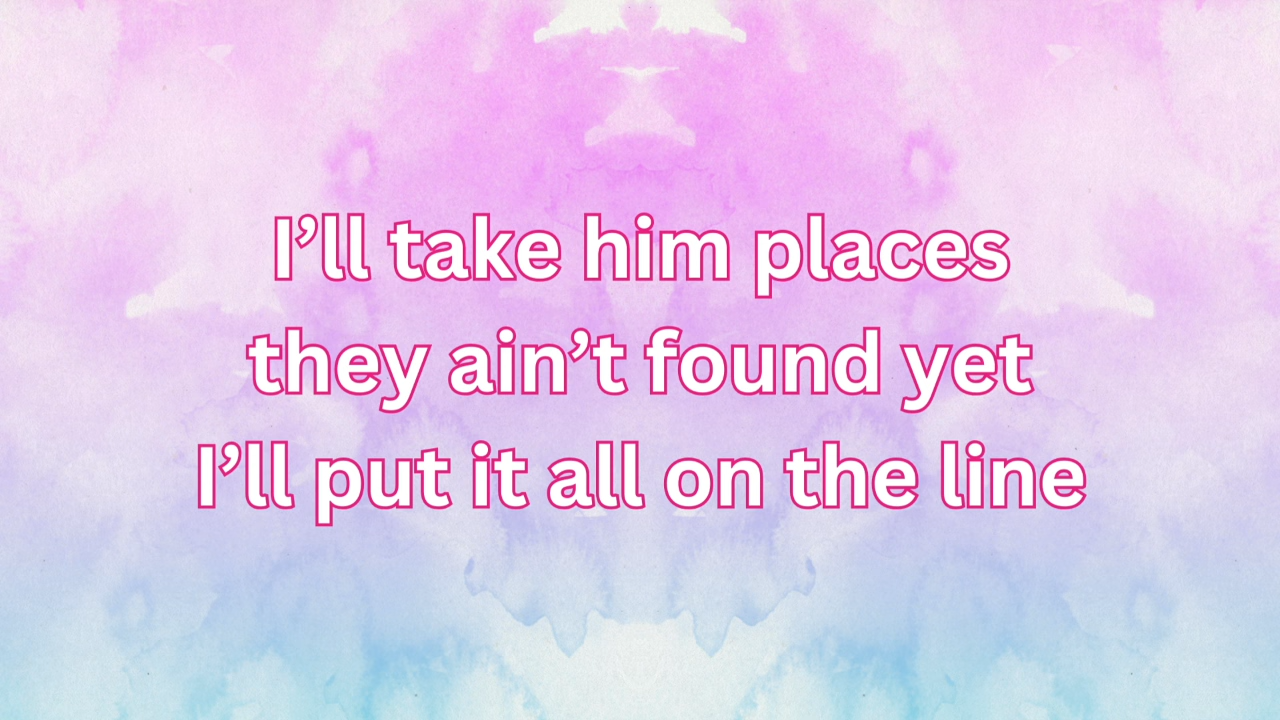 I’ll take him places
they ain’t found yet
I’ll put it all on the line